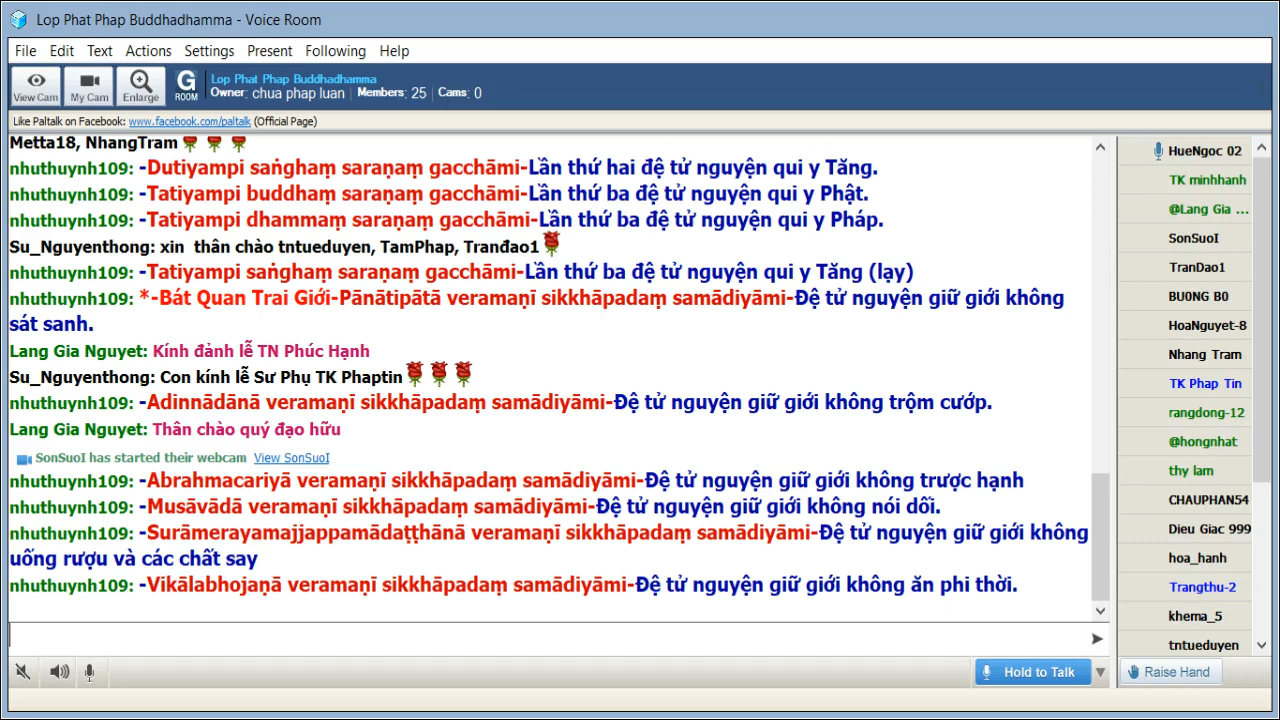 Lop Phat Phap Buddhadhamma - Voice Room
File Edit Text Actions Settings Present Following Help
View Cam My Cam Enlarge G ROOM
Lop Phat Phap Buddhadhamma
Owner: chua phap luan Members: 25 Cams: 0
Like Paltalk on Facebook: www.facebook.com/paltalk (Official Page)
Metta18, NhangTram
nhuthuynh109: -Dutiyampi saṅghaṃ saraṇaṃ gacchāmi-Lần thứ hai đệ tử nguyện qui y Tăng.
nhuthuynh109: -Tatiyampi buddhaṃ saraṇaṃ gacchāmi-Lần thứ ba đệ tử nguyện qui y Phật.
nhuthuynh109: -Tatiyampi dhammaṃ saraṇaṃ gacchāmi-Lần thứ ba đệ tử nguyện qui y Pháp.
Su_Nguyenthong: xin thân chào tntueduyen, TamPhap, Tranđao1
nhuthuynh109: -Tatiyampi saṅghaṃ saraṇaṃ gacchāmi-Lần thứ ba đệ tử nguyện qui y Tăng (lạy)
nhuthuynh109: *-Bát Quan Trai Giới-Pānātipātā veramaṇī sikkhāpadaṃ samādiyāmi-Đệ tử nguyện giữ giới không
sát sanh.
Lang Gia Nguyet: Kính đảnh lễ TN Phúc Hạnh
Su_Nguyenthong: Con kính lễ Sư Phụ TK Phaptin
nhuthuynh109: -Adinnādānā veramaṇī sikkhāpadaṃ samādiyāmi-Đệ tử nguyện giữ giới không trộm cướp.
Lang Gia Nguyet: Thân chào quý đạo hữu
SonSuoI has started their webcam View SonSuoI
nhuthuynh109: -Abrahmacariyā veramaṇī sikkhāpadaṃ samādiyāmi-Đệ tử nguyện giữ giới không trược hạnh
nhuthuynh109: -Musāvādā veramaṇī sikkhāpadaṃ samādiyāmi-Đệ tử nguyện giữ giới không nói dối.
nhuthuynh109: -Surāmerayamajjappamādaṭṭhānā veramaṇī sikkhāpadaṃ samādiyāmi-Đệ tử nguyện giữ giới không
uống rượu và các chất say
nhuthuynh109: -Vikālabhojaṇā veramaṇī sikkhāpadaṃ samādiyāmi-Đệ tử nguyện giữ giới không ăn phi thời.
Hold to Talk
HueNgoc 02
TK minhhanh
@Lang Gia ...
SonSuoI
TranDao1
BU0NG B0
HoaNguyet-8
Nhang Tram
TK Phap Tin
rangdong-12
@hongnhat
thy lam
CHAUPHAN54
Dieu Giac 999
hoa_hanh
Trangthu-2
khema_5
tntueduyen
Raise Hand